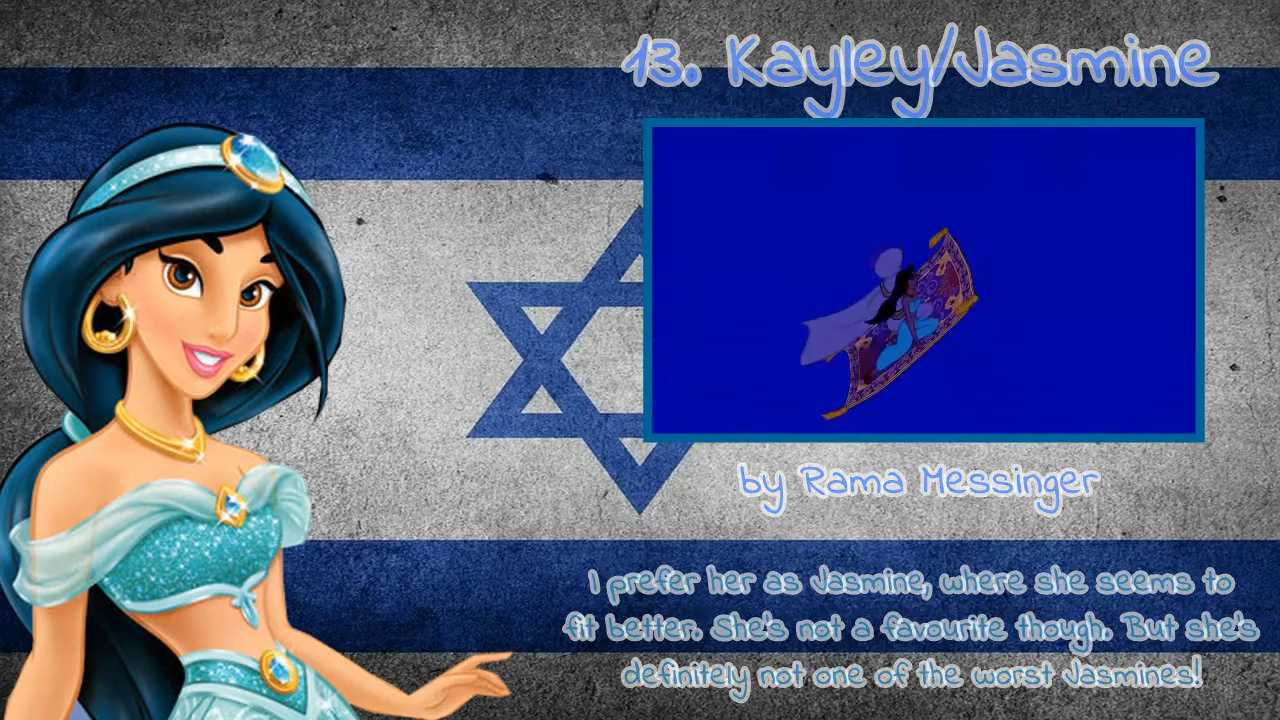 13. Kayley/Jasmine
by Rama Messinger
I prefer her as Jasmine, where she seems to
fit better. She's not a favourite though. But she's
definitely not one of the worst Jasmines!